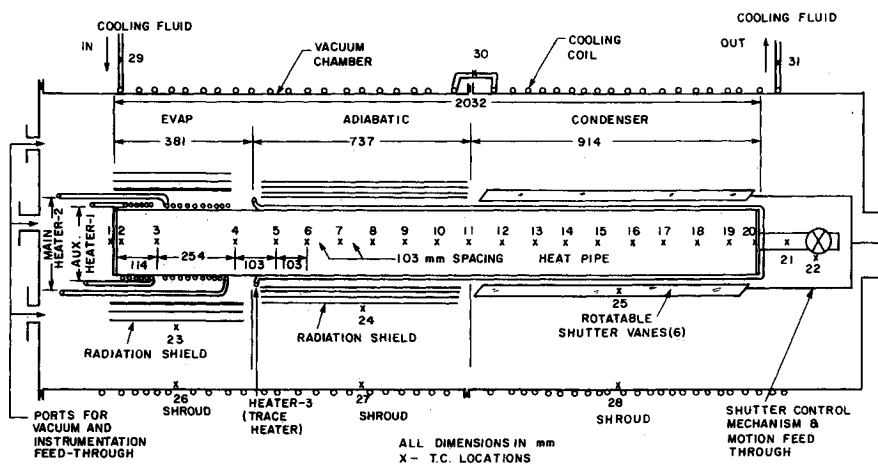 COOLING FLUID
IN
29
VACUUM
CHAMBER
30
COOLING
COIL
COOLING FLUID
OUT
31
2032
EVAP
ADIABATIC
CONDENSER
381
737
914
MAIN
HEATER-2
AUX.
HEATER-1
1 2 3 4 5 6 7 8 9 10 11 12 13 14 15 16 17 18 19 20
114
254
103
103
103 mm SPACING
HEAT PIPE
21
22
23
RADIATION SHIELD
24
RADIATION SHIELD
25
ROTATABLE
SHUTTER VANES(6)
26
SHROUD
27
SHROUD
28
SHROUD
PORTS FOR
VACUUM AND
INSTRUMENTATION
FEED-THROUGH
HEATER-3
(TRACE
HEATER)
ALL DIMENSIONS IN mm
X - T.C. LOCATIONS
SHUTTER CONTROL
MECHANISM &
MOTION FEED
THROUGH